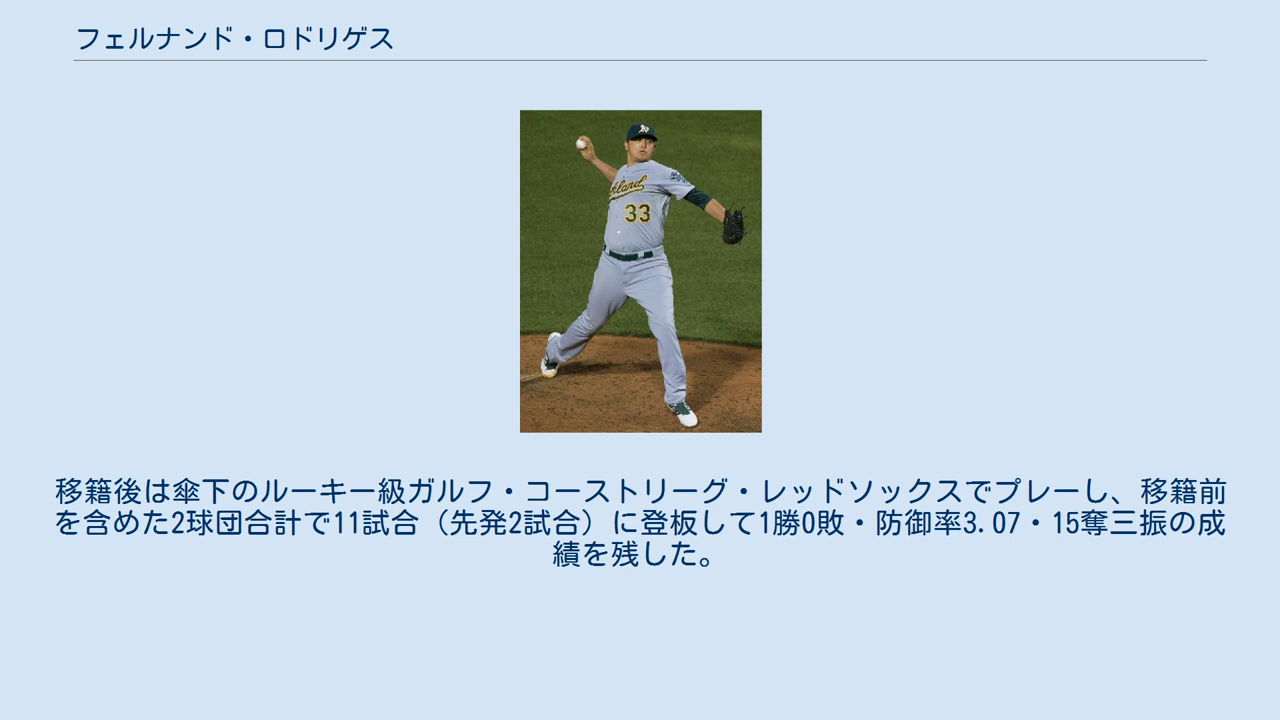 フェルナンド・ロドリゲス
33
移籍後は傘下のルーキー級ガルフ・コーストリーグ・レッドソックスでプレーし、移籍前
を含めた2球団合計で11試合（先発2試合）に登板して1勝0敗・防御率3.07・15奪三振の成
績を残した。